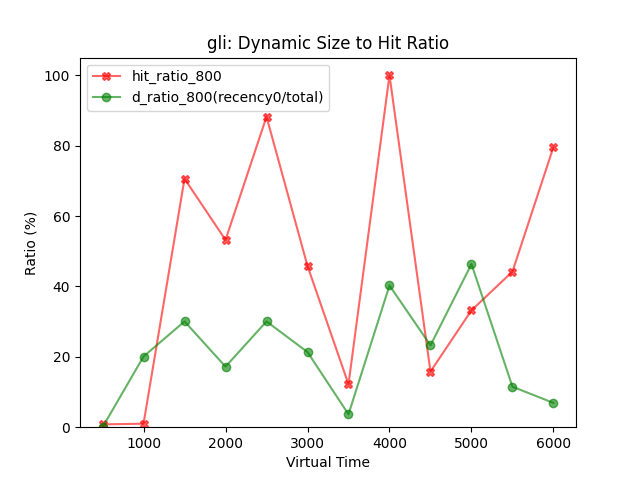 gli: Dynamic Size to Hit Ratio
hit_ratio_800
d_ratio_800(recency0/total)
Ratio (%)
100
80
60
40
20
0
1000 2000 3000 4000 5000 6000
Virtual Time